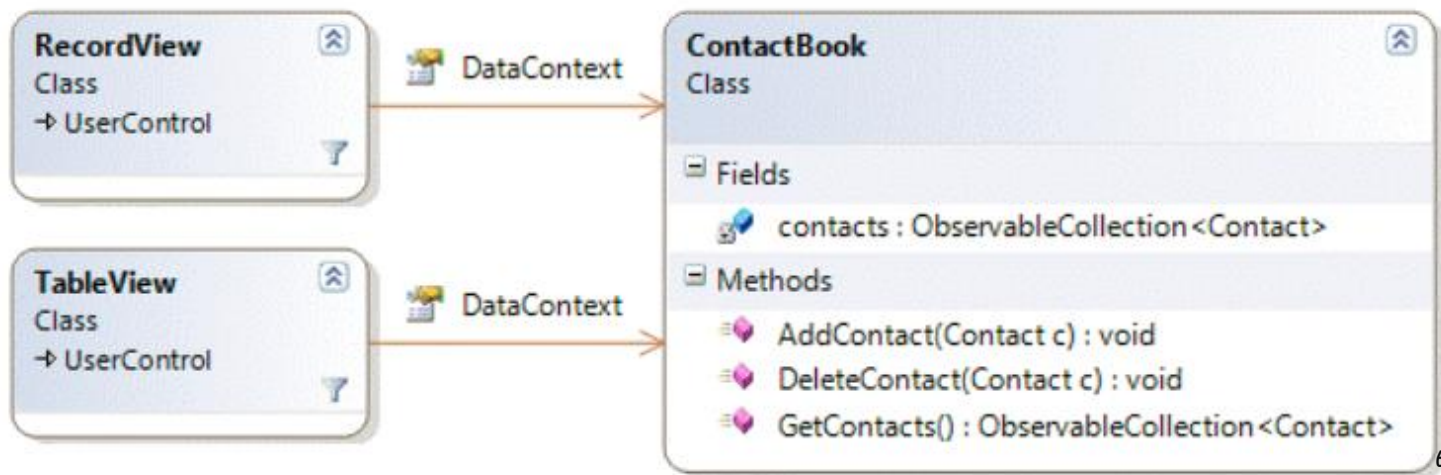 RecordView
Class
UserControl
DataContext
TableView
Class
UserControl
DataContext
ContactBook
Class
Fields
contacts : ObservableCollection<Contact>
Methods
AddContact(Contact c) : void
DeleteContact(Contact c) : void
GetContacts() : ObservableCollection<Contact>